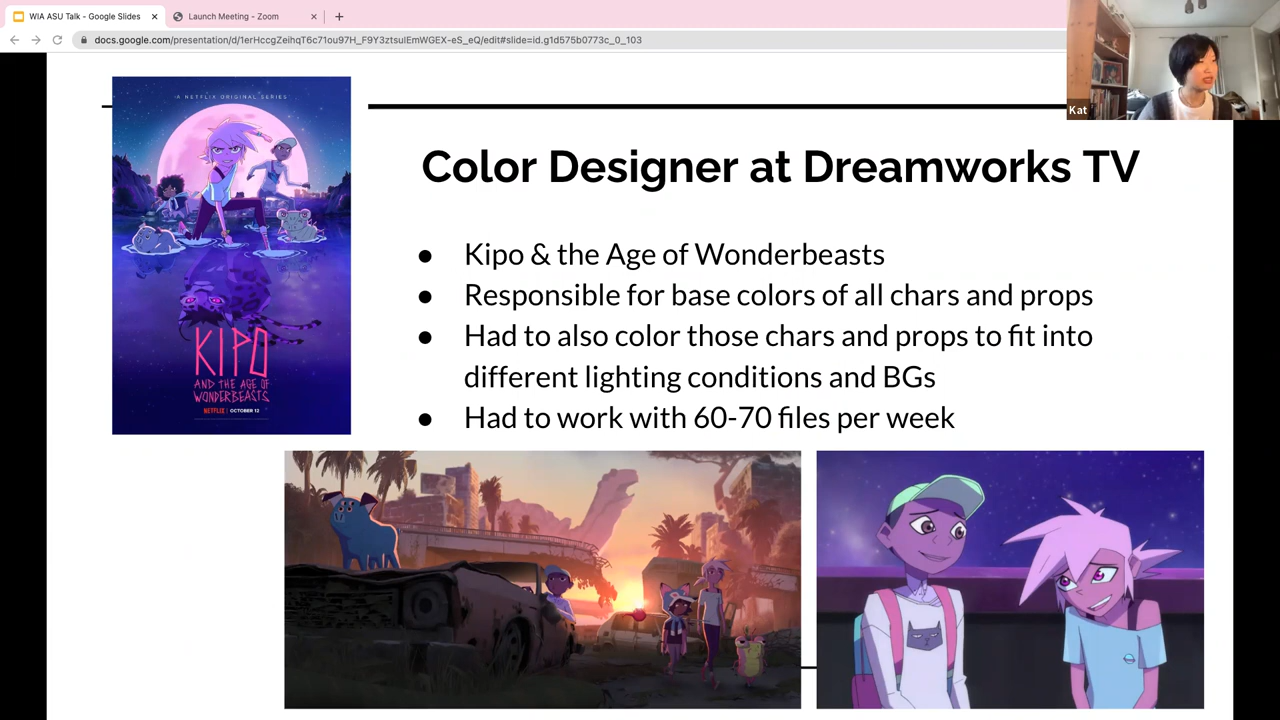 WIA ASU Talk - Google Slides
Launch Meeting - Zoom
docs.google.com/presentation/d/1erHccgZeihqT6c71ou97H_F9Y3ztsulEmWGEX-eS_eQ/edit#slide=id.g1d575b0773c_0_103
Kat
A NETFLIX ORIGINAL SERIES
Color Designer at Dreamworks TV
● Kipo & the Age of Wonderbeasts
● Responsible for base colors of all chars and props
● Had to also color those chars and props to fit into
different lighting conditions and BGs
● Had to work with 60-70 files per week
KIPO
AND THE AGE OF
WONDERBEASTS
NETFLIX | OCTOBER 12